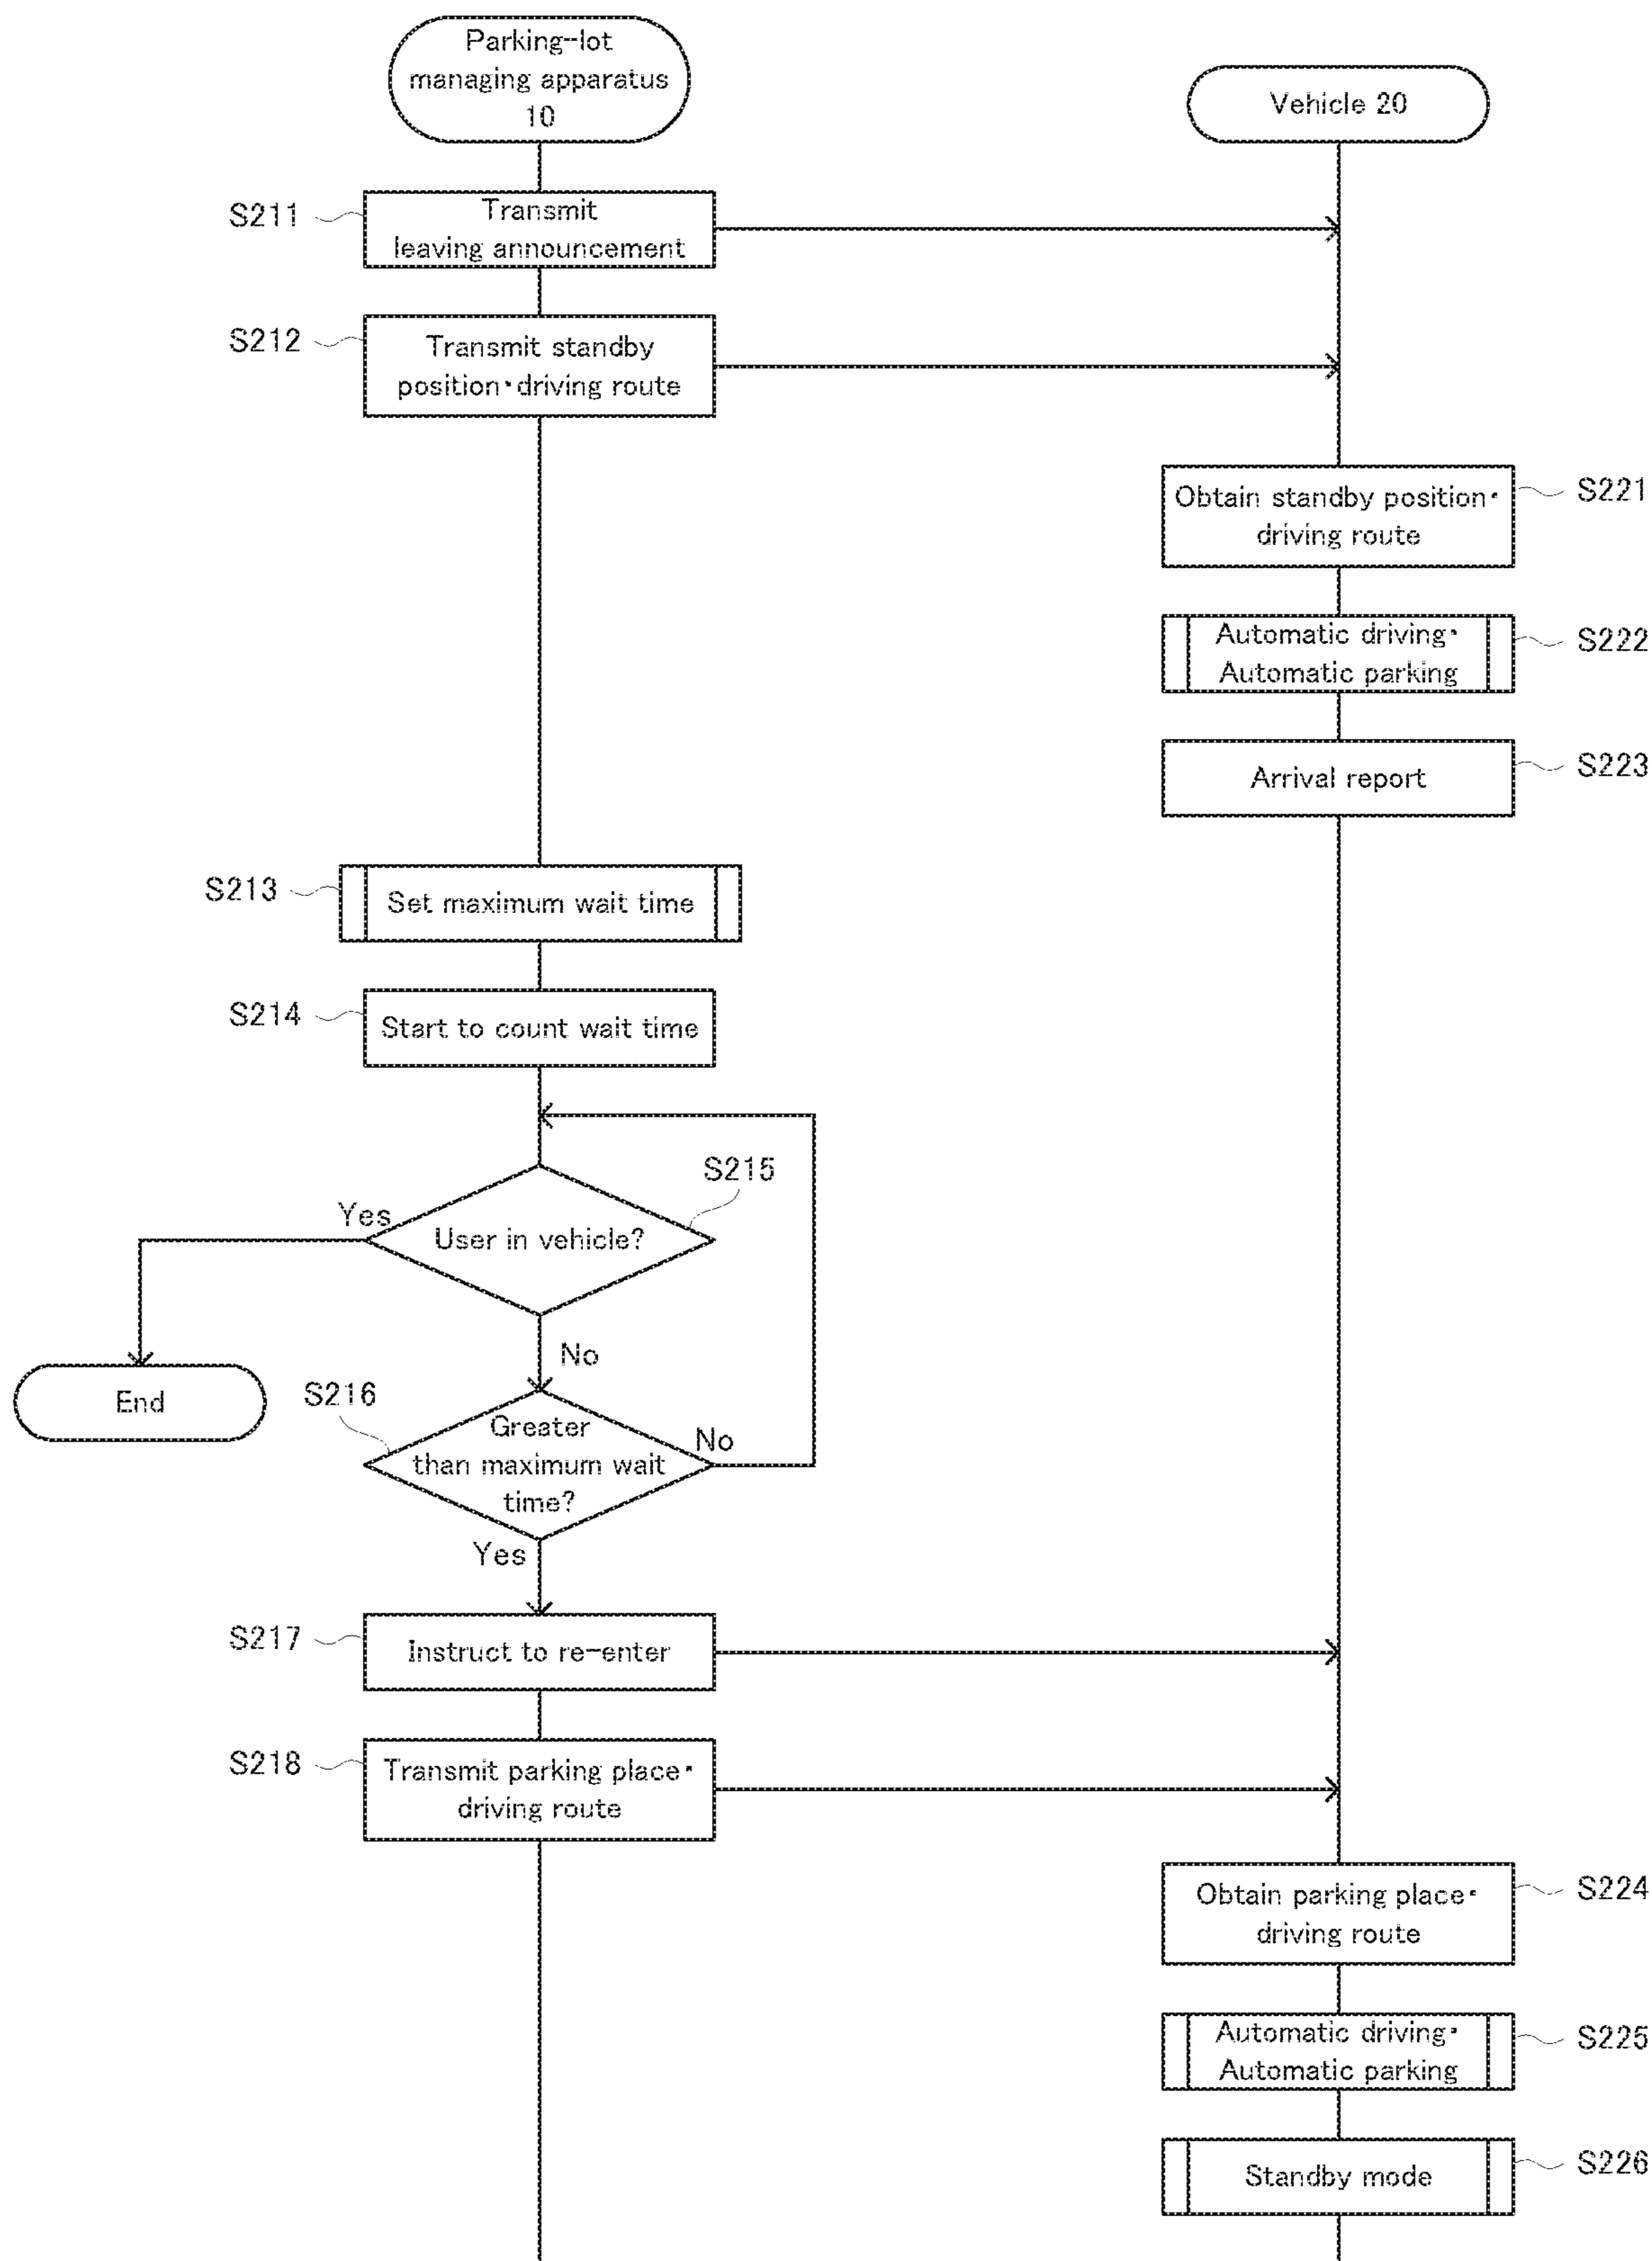 Parking-lot
managing apparatus
10
Vehicle 20
S211
Transmit
leaving announcement
S212
Transmit standby
position・driving route
Obtain standby position・
driving route
S221
Automatic driving・
Automatic parking
S222
Arrival report
S223
S213
Set maximum wait time
S214
Start to count wait time
S215
Yes
User in vehicle?
No
End
S216
Greater
than maximum wait
time?
No
Yes
S217
Instruct to re-enter
S218
Transmit parking place・
driving route
Obtain parking place・
driving route
S224
Automatic driving・
Automatic parking
S225
Standby mode
S226